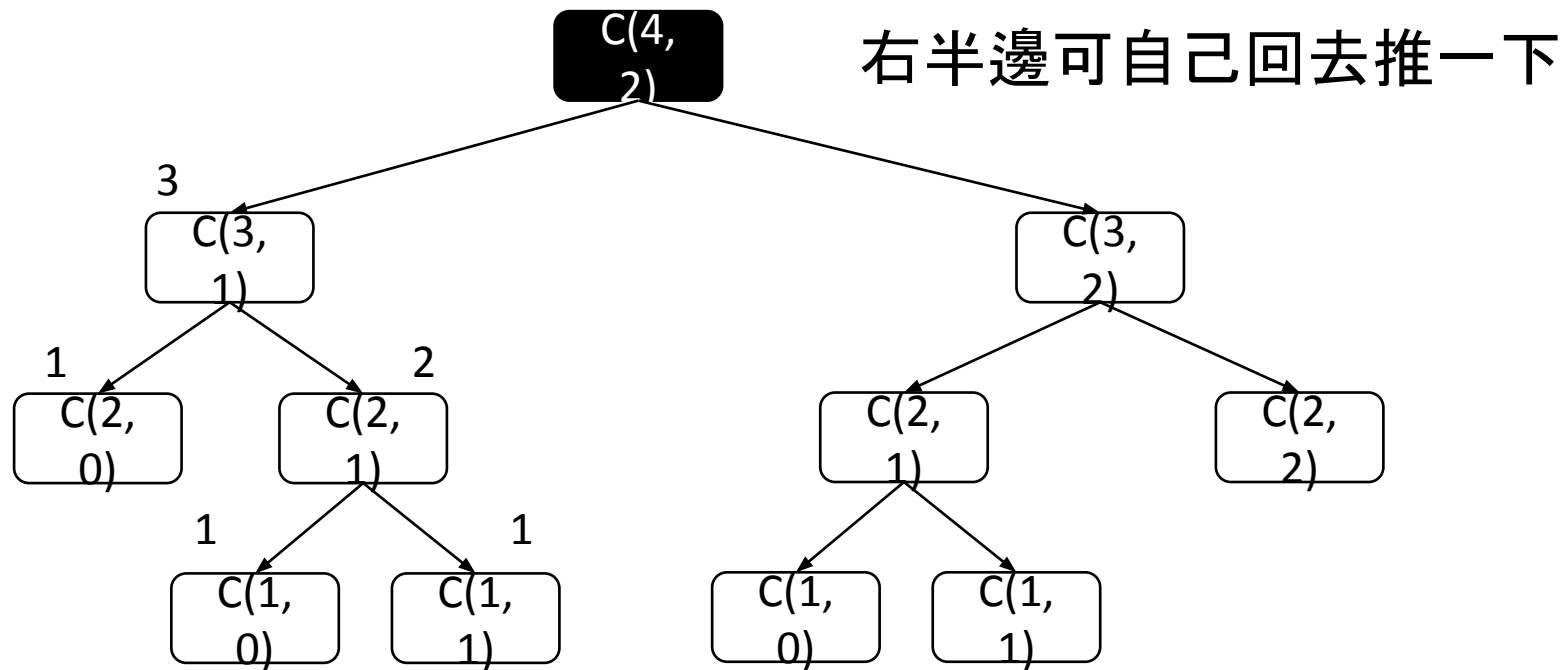 C(4,
2)
右半邊可自己回去推一下
3
C(3,
1)
C(3,
2)
1
2
C(2,
0)
C(2,
1)
C(2,
1)
C(2,
2)
1
1
C(1,
0)
C(1,
1)
C(1,
0)
C(1,
1)